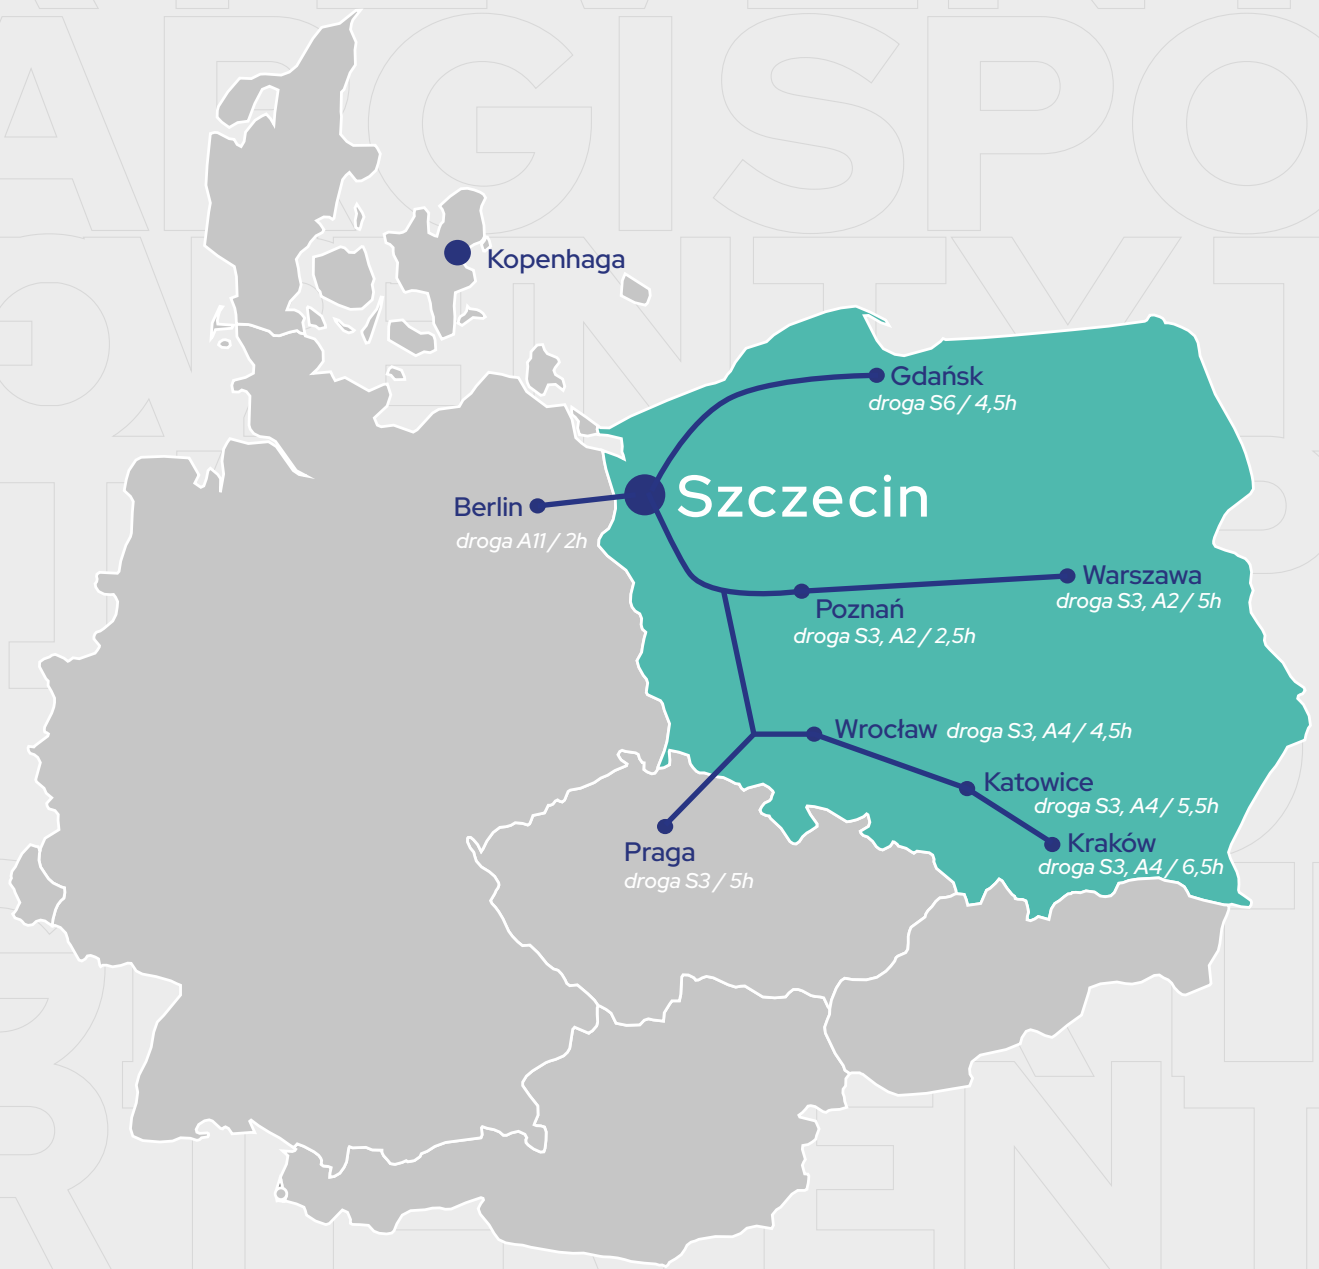 Kopenhaga
Gdańsk
droga S6 / 4,5h
Szczecin
Berlin
droga A11 / 2h
Warszawa
droga S3, A2 / 5h
Poznań
droga S3, A2 / 2,5h
Wrocław droga S3, A4 / 4,5h
Katowice
droga S3, A4 / 5,5h
Kraków
droga S3, A4 / 6,5h
Praga
droga S3 / 5h